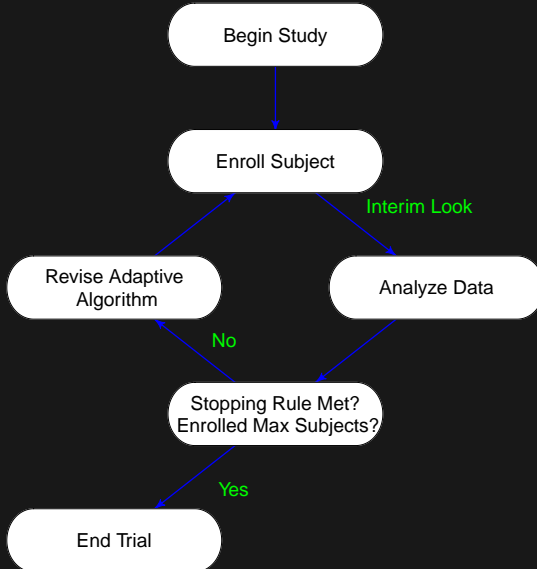 Begin Study
Enroll Subject
Interim Look
Revise Adaptive
Algorithm
Analyze Data
No
Stopping Rule Met?
Enrolled Max Subjects?
Yes
End Trial